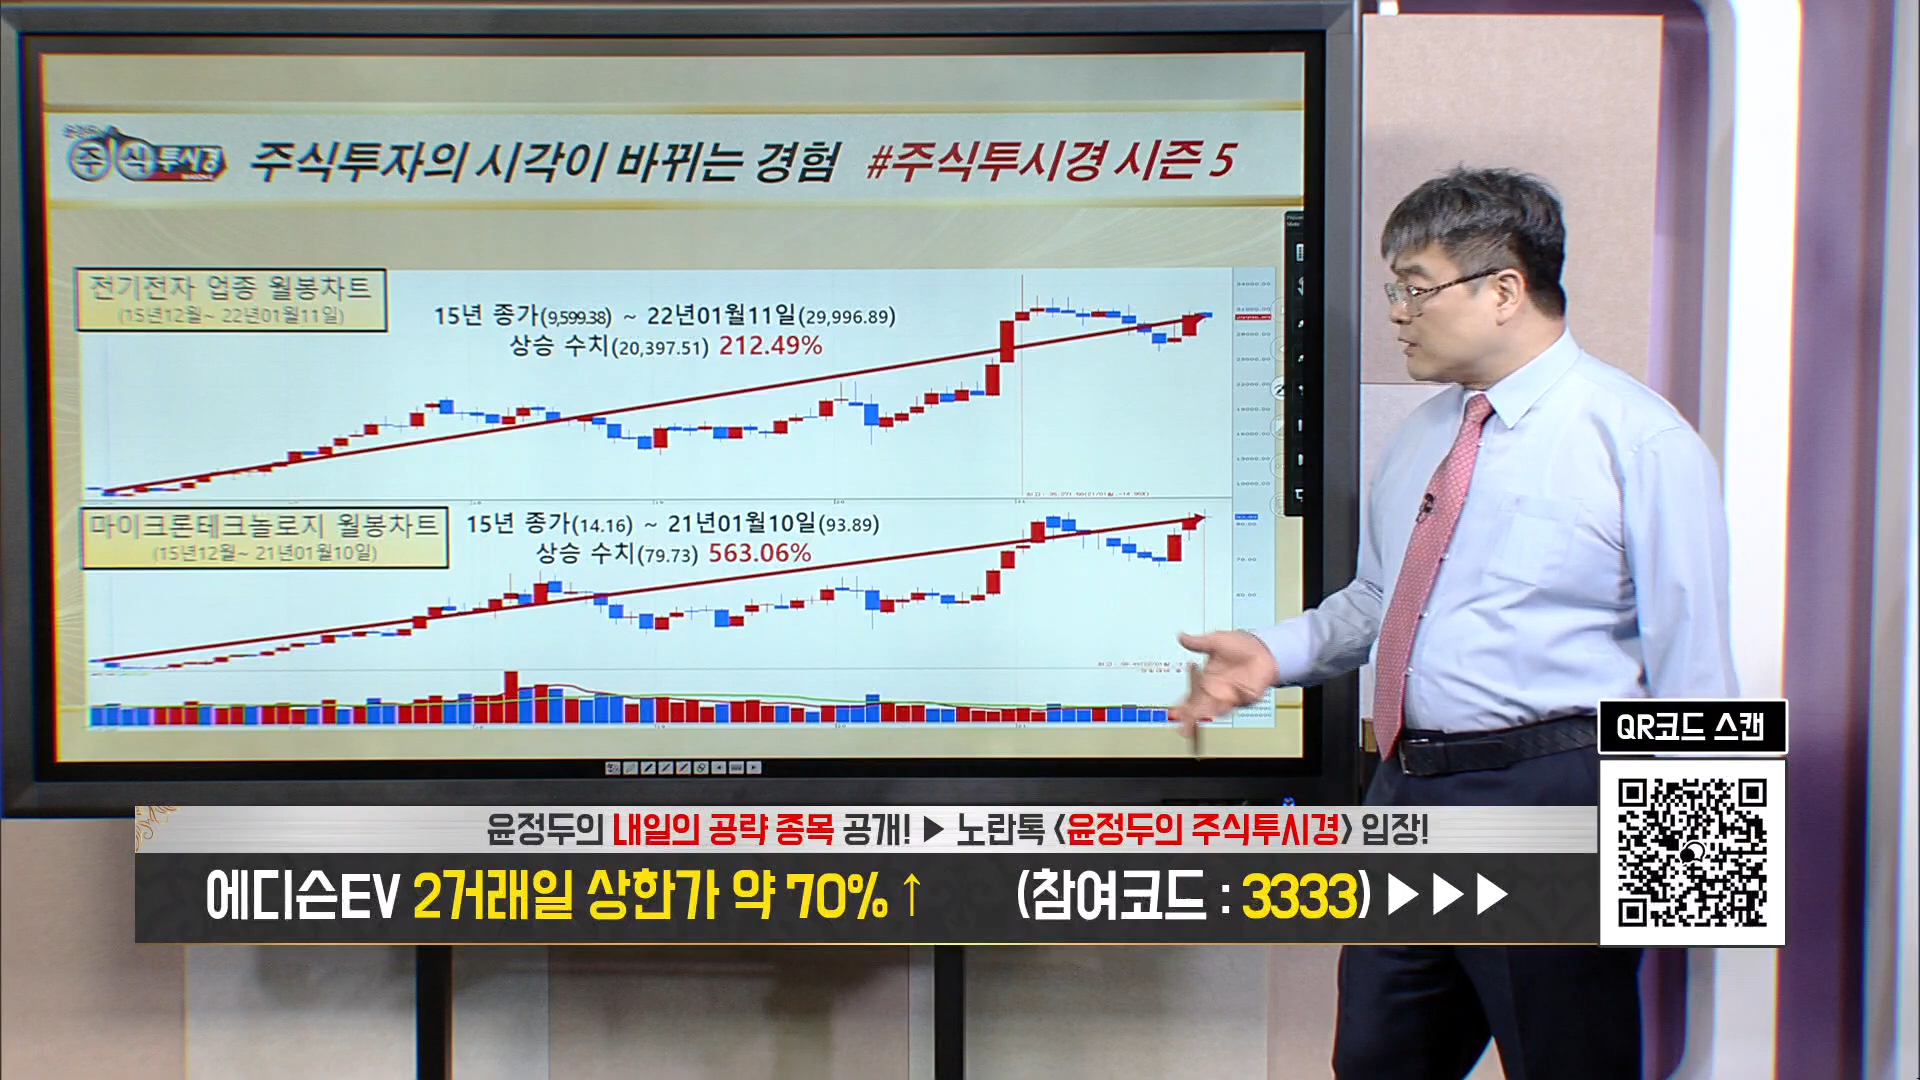 주식투시경
주식투자의 시각이 바뀌는 경험 #주식투시경 시즌 5
전기전자 업종 월봉차트
(15년12월~ 22년01월11일)
15년 종가(9,599.38) ~ 22년01월11일(29,996.89)
상승 수치(20,397.51) 212.49%
마이크론테크놀로지 월봉차트
(15년12월~ 21년01월10일)
15년 종가(14.16) ~ 21년01월10일(93.89)
상승 수치(79.73) 563.06%
QR코드 스캔
윤정두의 내일의 공략 종목 공개! ▶ 노란톡 <윤정두의 주식투시경> 입장!
에디슨EV 2거래일 상한가 약 70%↑ (참여코드 : 3333) ▶▶▶